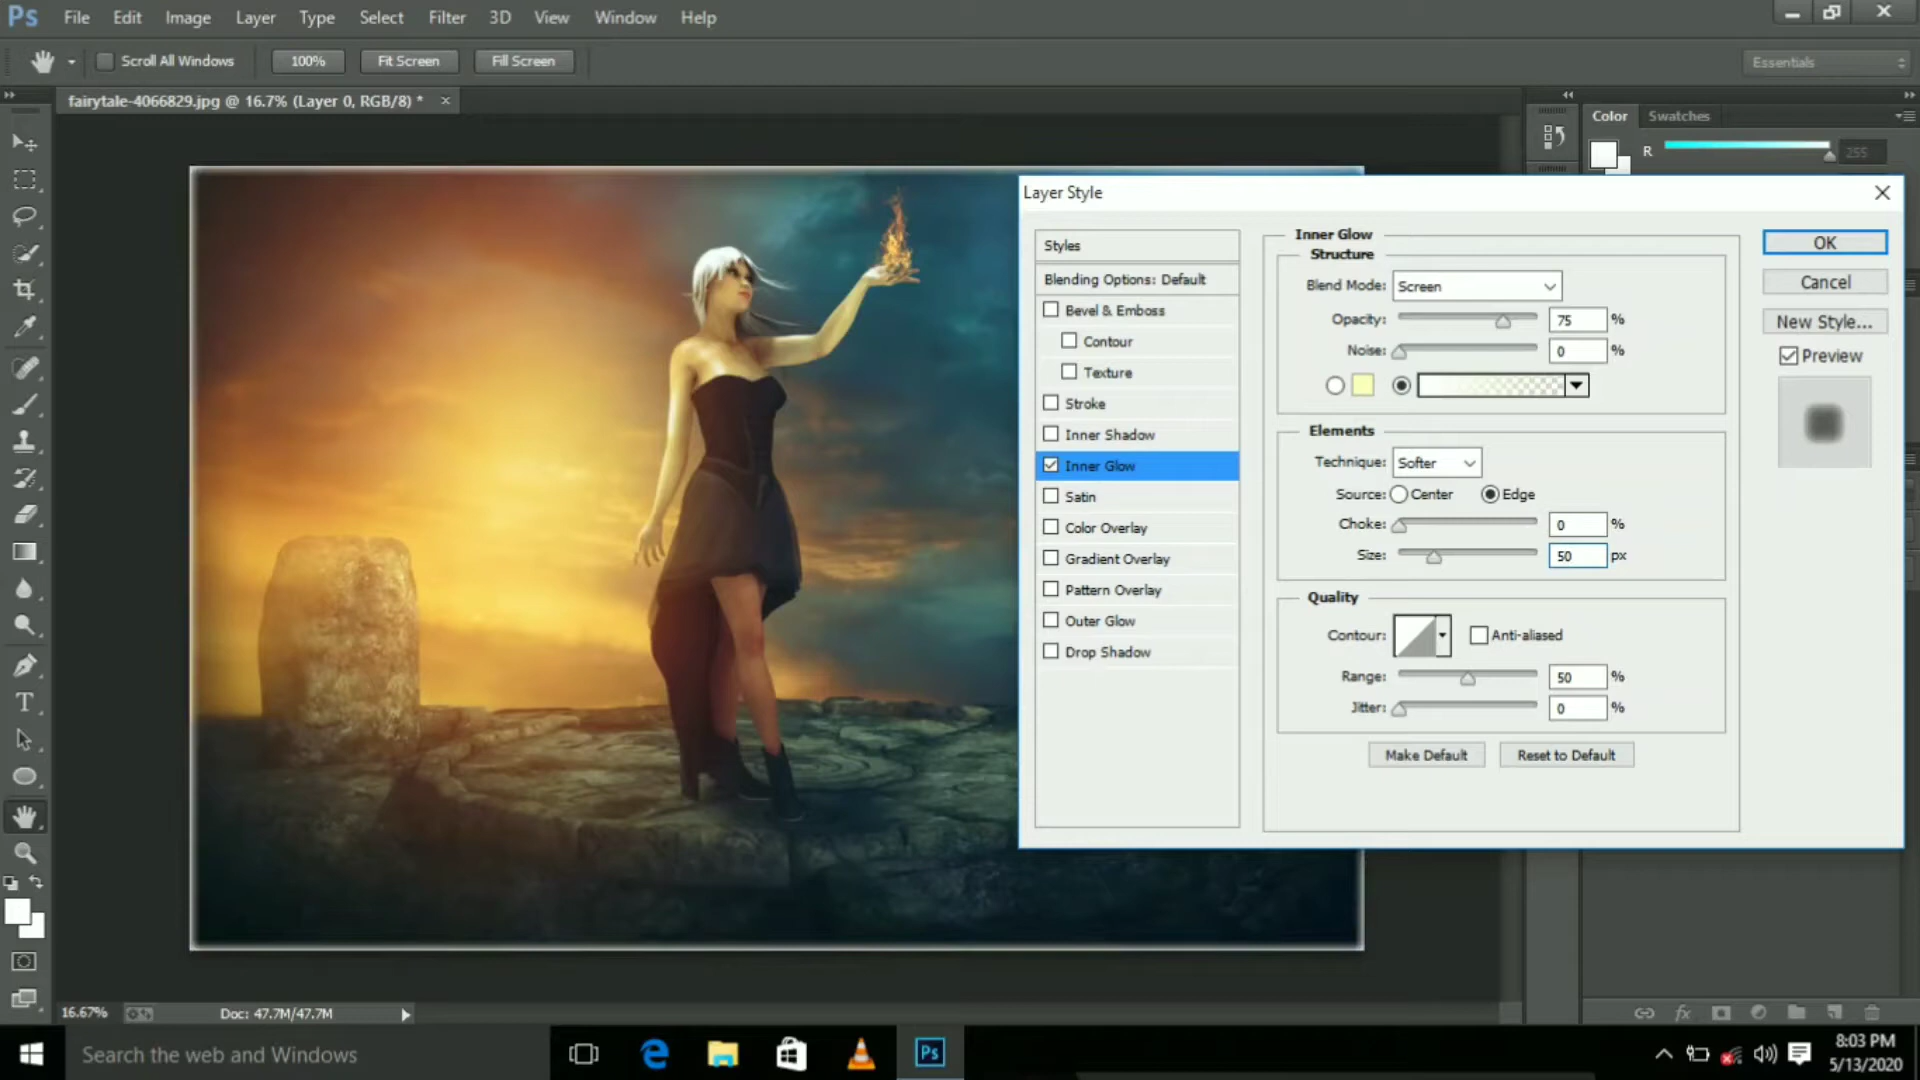 Ps File Edit Image Layer Type Select Filter 3D View Window Help
Scroll All Windows 100% Fit Screen Fill Screen Essentials
fairytale-4066829.jpg @ 16.7% (Layer 0, RGB/8) * ×
Color Swatches
R 255
Layer Style
Styles
Blending Options: Default
Bevel & Emboss
Contour
Texture
Stroke
Inner Shadow
Inner Glow
Satin
Color Overlay
Gradient Overlay
Pattern Overlay
Outer Glow
Drop Shadow
Inner Glow
Structure
Blend Mode: Screen
Opacity: 75 %
Noise: 0 %
Elements
Technique: Softer
Source: Center Edge
Choke: 0 %
Size: 50 px
Quality
Contour: Anti-aliased
Range: 50 %
Jitter: 0 %
Make Default Reset to Default
OK
Cancel
New Style...
Preview
T
16.67% Doc: 47.7M/47.7M
fx
Search the web and Windows
Ps
8:03 PM
5/13/2020